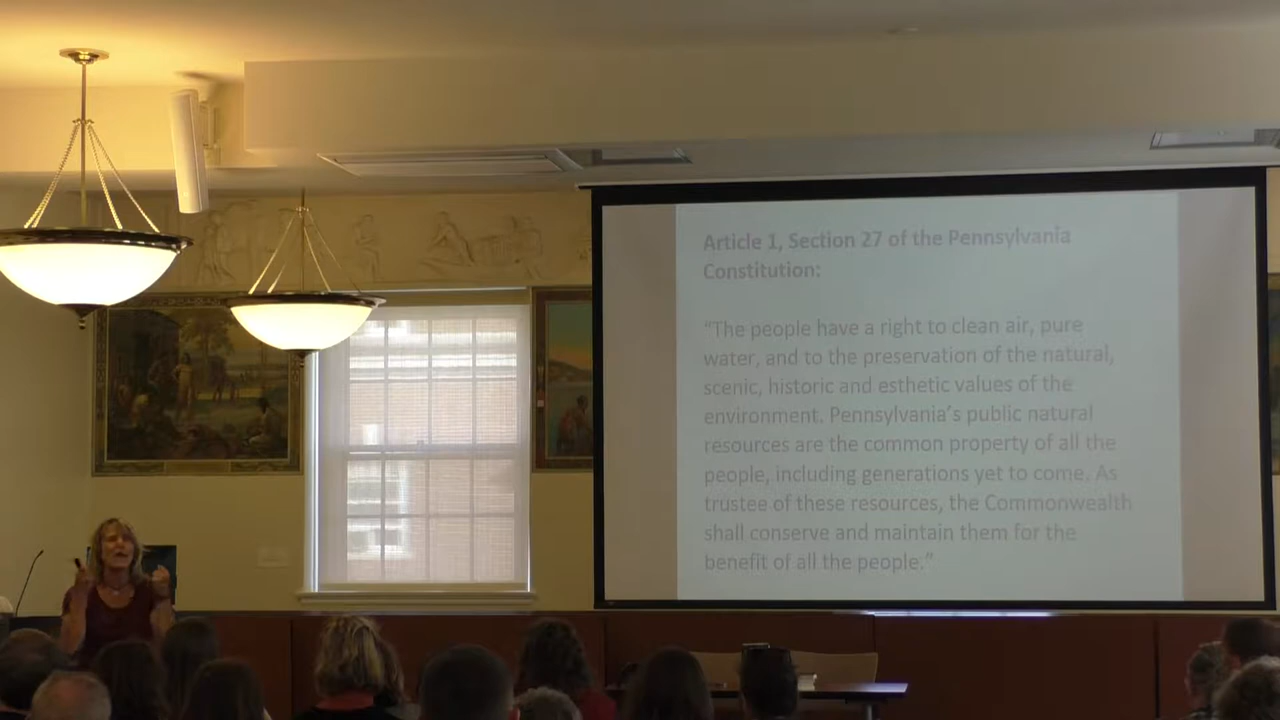 Article 1, Section 27 of the Pennsylvania
Constitution:
“The people have a right to clean air, pure
water, and to the preservation of the natural,
scenic, historic and esthetic values of the
environment. Pennsylvania’s public natural
resources are the common property of all the
people, including generations yet to come. As
trustee of these resources, the Commonwealth
shall conserve and maintain them for the
benefit of all the people.”